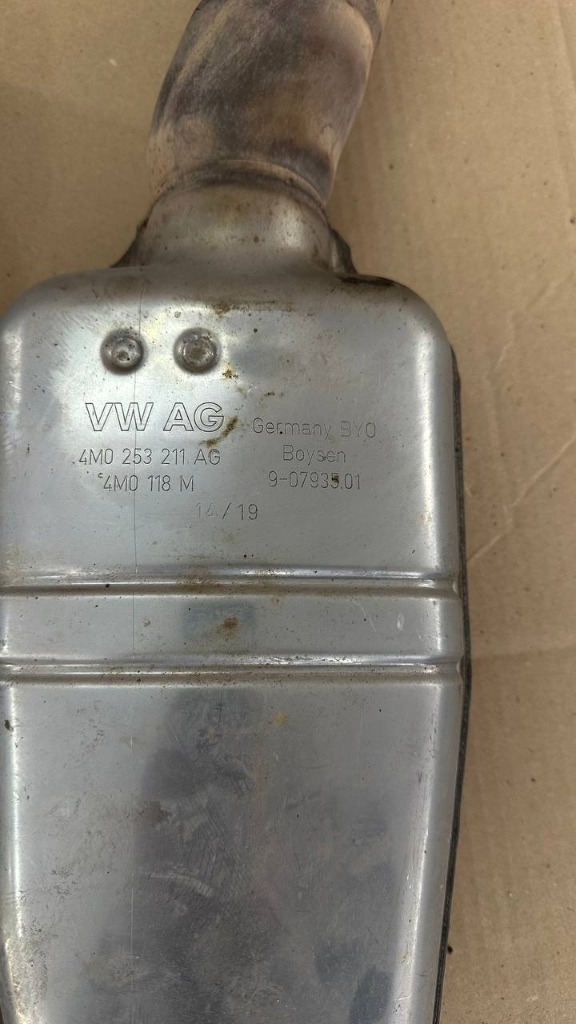 VW AG
4M0 253 211 AG
4M0 118 M
Germany BYO
Boysen
9-07935.01
14/19